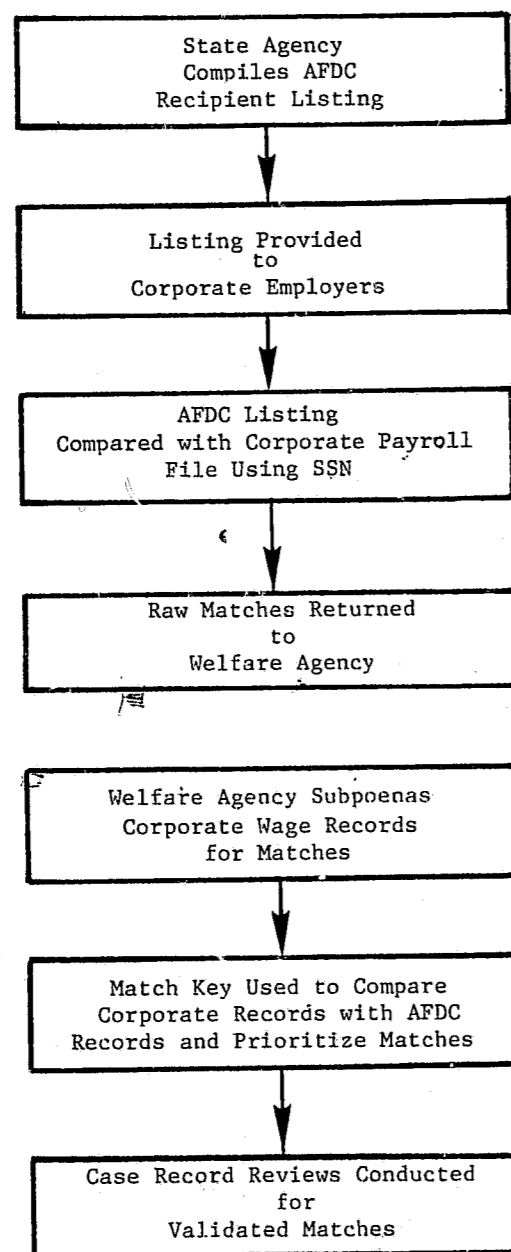 State Agency
Compiles AFDC
Recipient Listing
Listing Provided
to
Corporate Employers
AFDC Listing
Compared with Corporate Payroll
File Using SSN
Raw Matches Returned
to
Welfare Agency
Welfare Agency Subpoenas
Corporate Wage Records
for Matches
Match Key Used to Compare
Corporate Records with AFDC
Records and Prioritize Matches
Case Record Reviews Conducted
for
Validated Matches